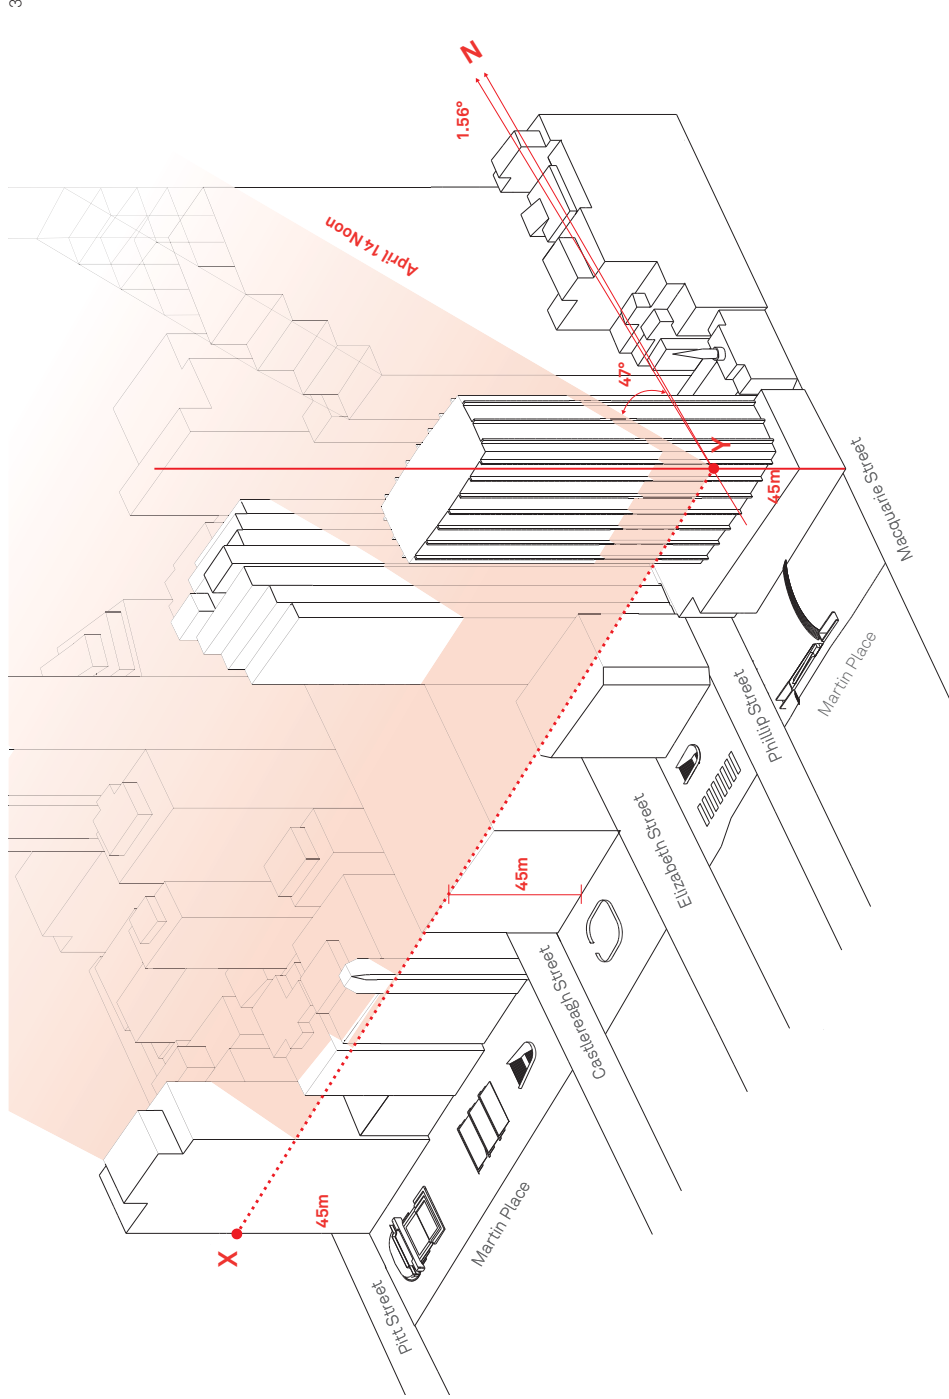 3
N
1.56°
April 14 Noon
47°
Y
45m
Macquarie Street
Martin Place
Phillip Street
Elizabeth Street
45m
Castlereagh Street
X
45m
Martin Place
Pitt Street